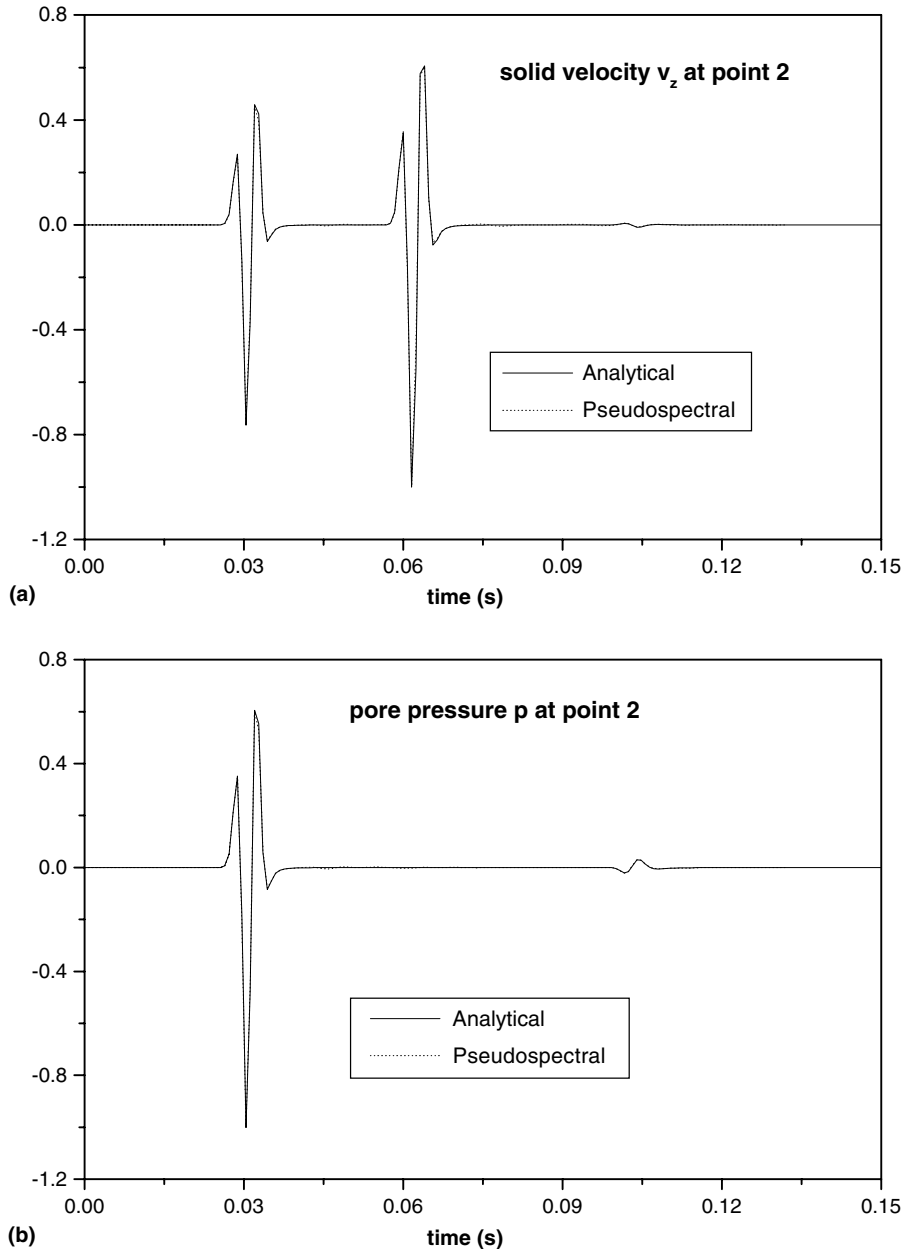 0.8
solid velocity vz at point 2
0.4
0.0
-0.4
Analytical
Pseudospectral
-0.8
-1.2
0.00 0.03 0.06 0.09 0.12 0.15
(a)
time (s)
0.8
pore pressure p at point 2
0.4
0.0
-0.4
Analytical
Pseudospectral
-0.8
-1.2
0.00 0.03 0.06 0.09 0.12 0.15
(b)
time (s)